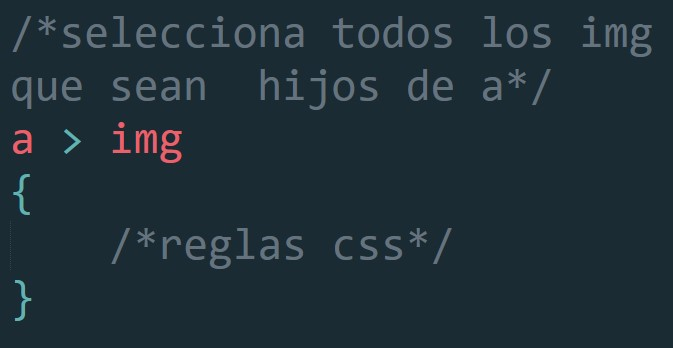 /*selecciona todos los img
que sean  hijos de a*/
a > img
{
    /*reglas css*/
}